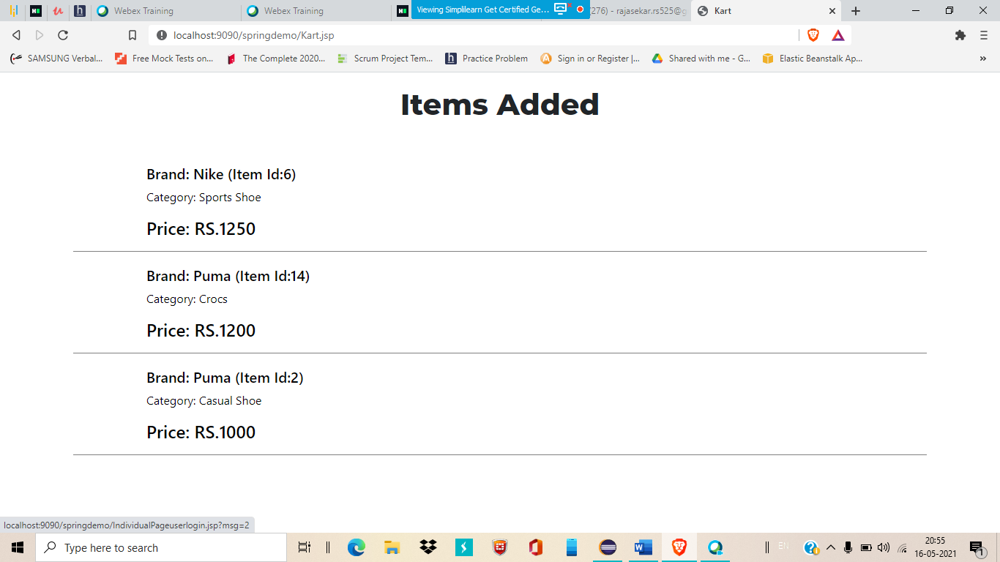 Webex Training
Webex Training
Viewing Simplilearn Get Certified Ge...
(276) - rajasekar.rs525@g
Kart
localhost:9090/springdemo/Kart.jsp
SAMSUNG Verbal...
Free Mock Tests on...
The Complete 2020...
Scrum Project Tem...
Practice Problem
Sign in or Register |...
Shared with me - G...
Elastic Beanstalk Ap...
»
Items Added
Brand: Nike (Item Id:6)
Category: Sports Shoe
Price: RS.1250
Brand: Puma (Item Id:14)
Category: Crocs
Price: RS.1200
Brand: Puma (Item Id:2)
Category: Casual Shoe
Price: RS.1000
localhost:9090/springdemo/IndividualPageuserlogin.jsp?msg=2
Type here to search
EN
20:55
16-05-2021
1